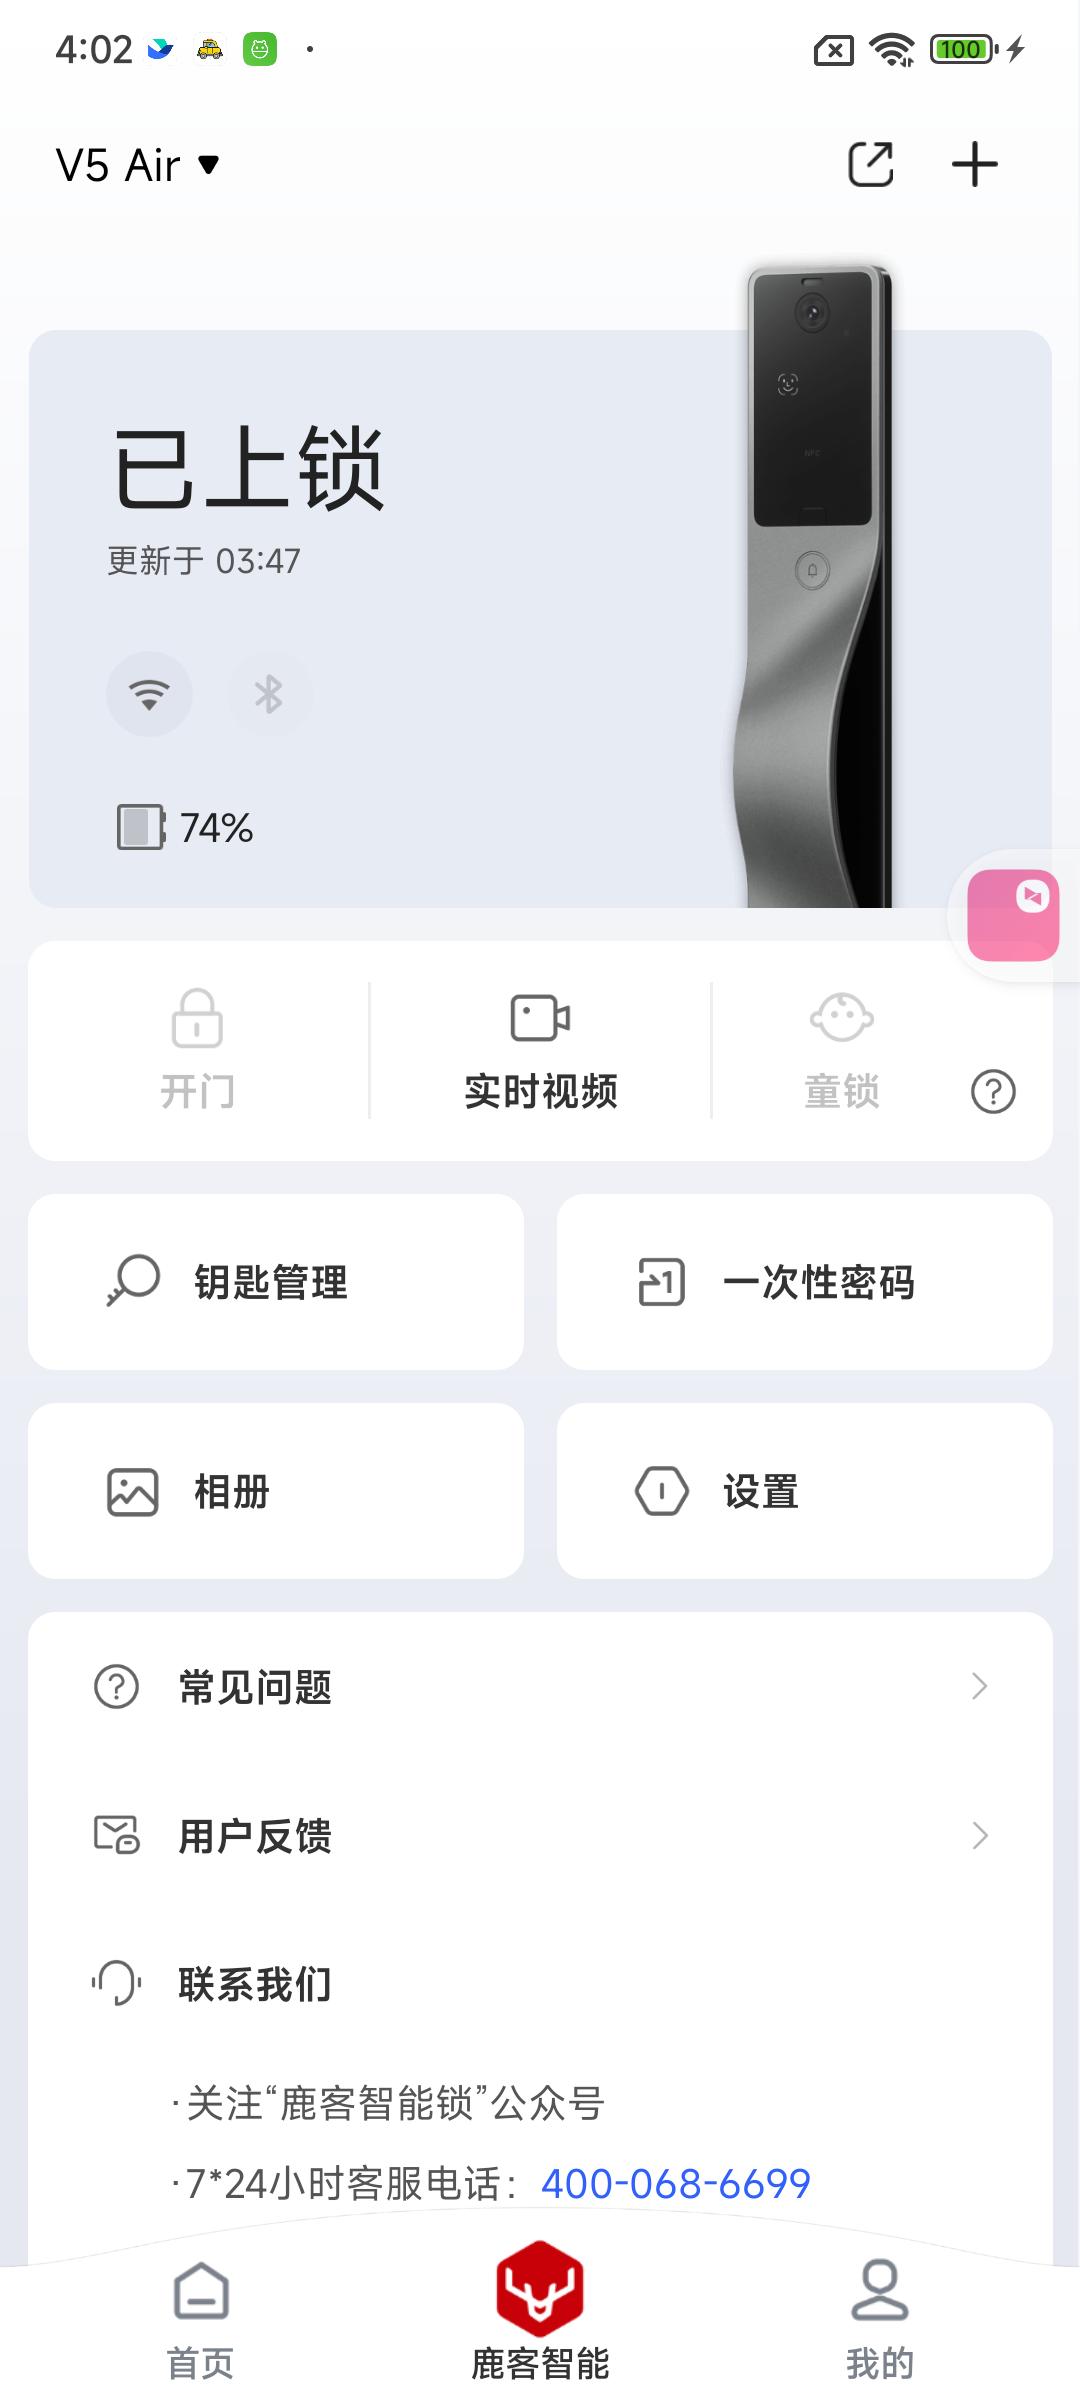 4:02
100
V5 Air
已上锁
更新于 03:47
NFC
74%
开门
实时视频
童锁
钥匙管理
一次性密码
相册
设置
常见问题
用户反馈
联系我们
·关注“鹿客智能锁”公众号
·7*24小时客服电话：400-068-6699
首页
鹿客智能
我的